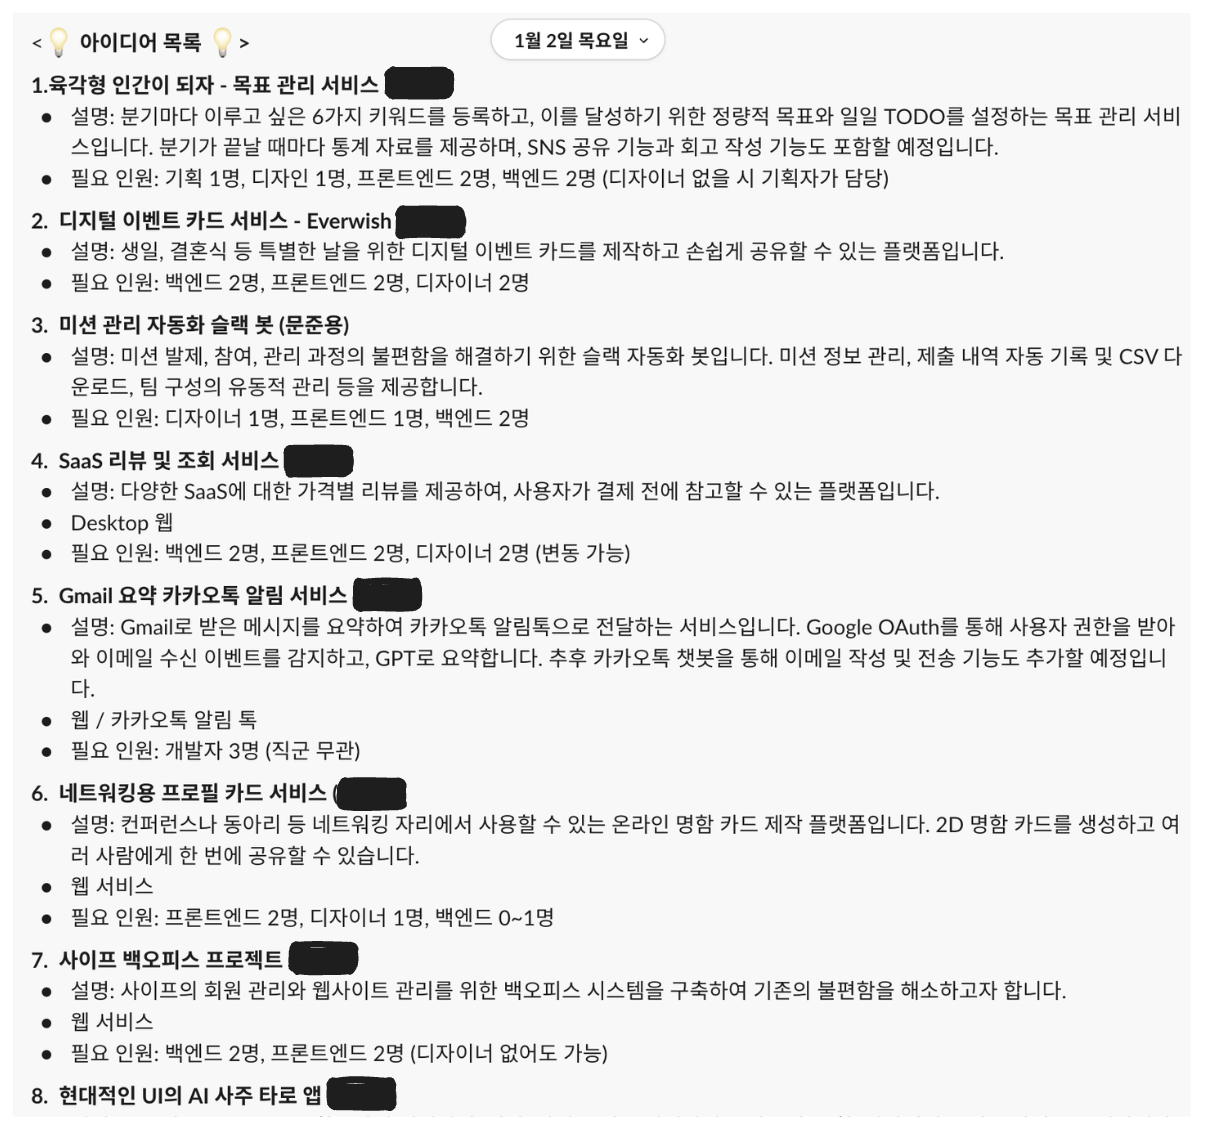 <💡 아이디어 목록 💡>
1월 2일 목요일
1.육각형 인간이 되자 - 목표 관리 서비스
● 설명: 분기마다 이루고 싶은 6가지 키워드를 등록하고, 이를 달성하기 위한 정량적 목표와 일일 TODO를 설정하는 목표 관리 서비
스입니다. 분기가 끝날 때마다 통계 자료를 제공하며, SNS 공유 기능과 회고 작성 기능도 포함할 예정입니다.
● 필요 인원: 기획 1명, 디자인 1명, 프론트엔드 2명, 백엔드 2명 (디자이너 없을 시 기획자가 담당)
2. 디지털 이벤트 카드 서비스 - Everwish
● 설명: 생일, 결혼식 등 특별한 날을 위한 디지털 이벤트 카드를 제작하고 손쉽게 공유할 수 있는 플랫폼입니다.
● 필요 인원: 백엔드 2명, 프론트엔드 2명, 디자이너 2명
3. 미션 관리 자동화 슬랙 봇 (문준용)
● 설명: 미션 발제, 참여, 관리 과정의 불편함을 해결하기 위한 슬랙 자동화 봇입니다. 미션 정보 관리, 제출 내역 자동 기록 및 CSV 다
운로드, 팀 구성의 유동적 관리 등을 제공합니다.
● 필요 인원: 디자이너 1명, 프론트엔드 1명, 백엔드 2명
4. SaaS 리뷰 및 조회 서비스
● 설명: 다양한 SaaS에 대한 가격별 리뷰를 제공하여, 사용자가 결제 전에 참고할 수 있는 플랫폼입니다.
● Desktop 웹
● 필요 인원: 백엔드 2명, 프론트엔드 2명, 디자이너 2명 (변동 가능)
5. Gmail 요약 카카오톡 알림 서비스
● 설명: Gmail로 받은 메시지를 요약하여 카카오톡 알림톡으로 전달하는 서비스입니다. Google OAuth를 통해 사용자 권한을 받아
와 이메일 수신 이벤트를 감지하고, GPT로 요약합니다. 추후 카카오톡 챗봇을 통해 이메일 작성 및 전송 기능도 추가할 예정입니
다.
● 웹 / 카카오톡 알림 톡
● 필요 인원: 개발자 3명 (직군 무관)
6. 네트워킹용 프로필 카드 서비스 (
● 설명: 컨퍼런스나 동아리 등 네트워킹 자리에서 사용할 수 있는 온라인 명함 카드 제작 플랫폼입니다. 2D 명함 카드를 생성하고 여
러 사람에게 한 번에 공유할 수 있습니다.
● 웹 서비스
● 필요 인원: 프론트엔드 2명, 디자이너 1명, 백엔드 0~1명
7. 사이프 백오피스 프로젝트
● 설명: 사이프의 회원 관리와 웹사이트 관리를 위한 백오피스 시스템을 구축하여 기존의 불편함을 해소하고자 합니다.
● 웹 서비스
● 필요 인원: 백엔드 2명, 프론트엔드 2명 (디자이너 없어도 가능)
8. 현대적인 UI의 AI 사주 타로 앱